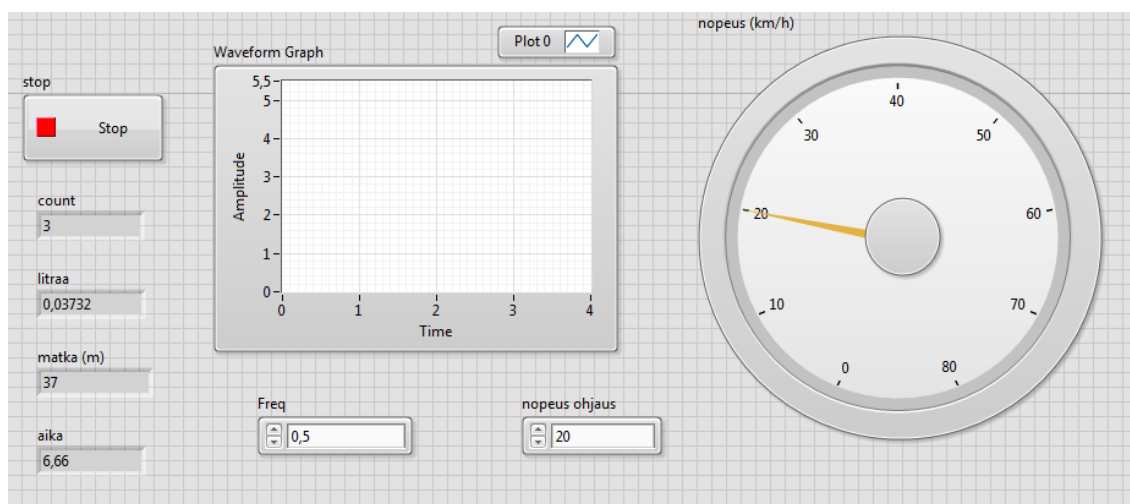 stop
Stop
count
3
litraa
0,03732
matka (m)
37
aika
6,66
Waveform Graph
Plot 0
Amplitude
5,5
5
4
3
2
1
0
0 1 2 3 4
Time
Freq
0,5
nopeus ohjaus
20
nopeus (km/h)
0
10
20
30
40
50
60
70
80